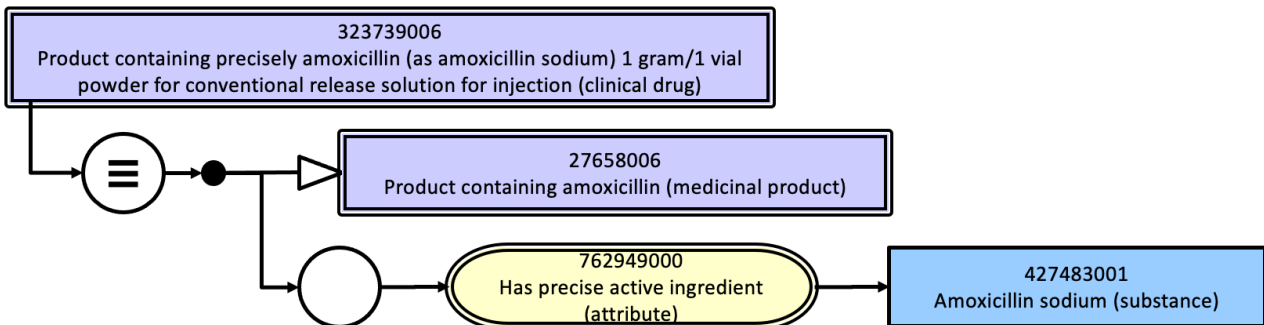 323739006
Product containing precisely amoxicillin (as amoxicillin sodium) 1 gram/1 vial
powder for conventional release solution for injection (clinical drug)
27658006
Product containing amoxicillin (medicinal product)
762949000
Has precise active ingredient
(attribute)
427483001
Amoxicillin sodium (substance)